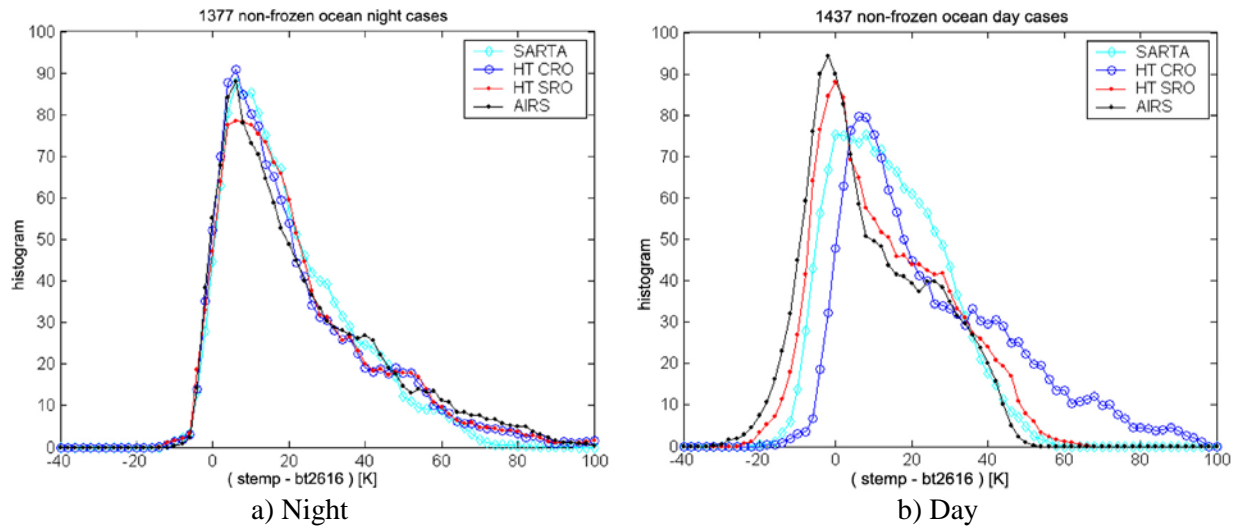 1377 non-frozen ocean night cases
100
90
80
70
60
50
40
30
20
10
0
histogram
SARTA
HT CRO
HT SRO
AIRS
-40 -20 0 20 40 60 80 100
( stemp - bt2616 ) [K]
a) Night
1437 non-frozen ocean day cases
100
90
80
70
60
50
40
30
20
10
0
histogram
SARTA
HT CRO
HT SRO
AIRS
-40 -20 0 20 40 60 80 100
( stemp - bt2616 ) [K]
b) Day